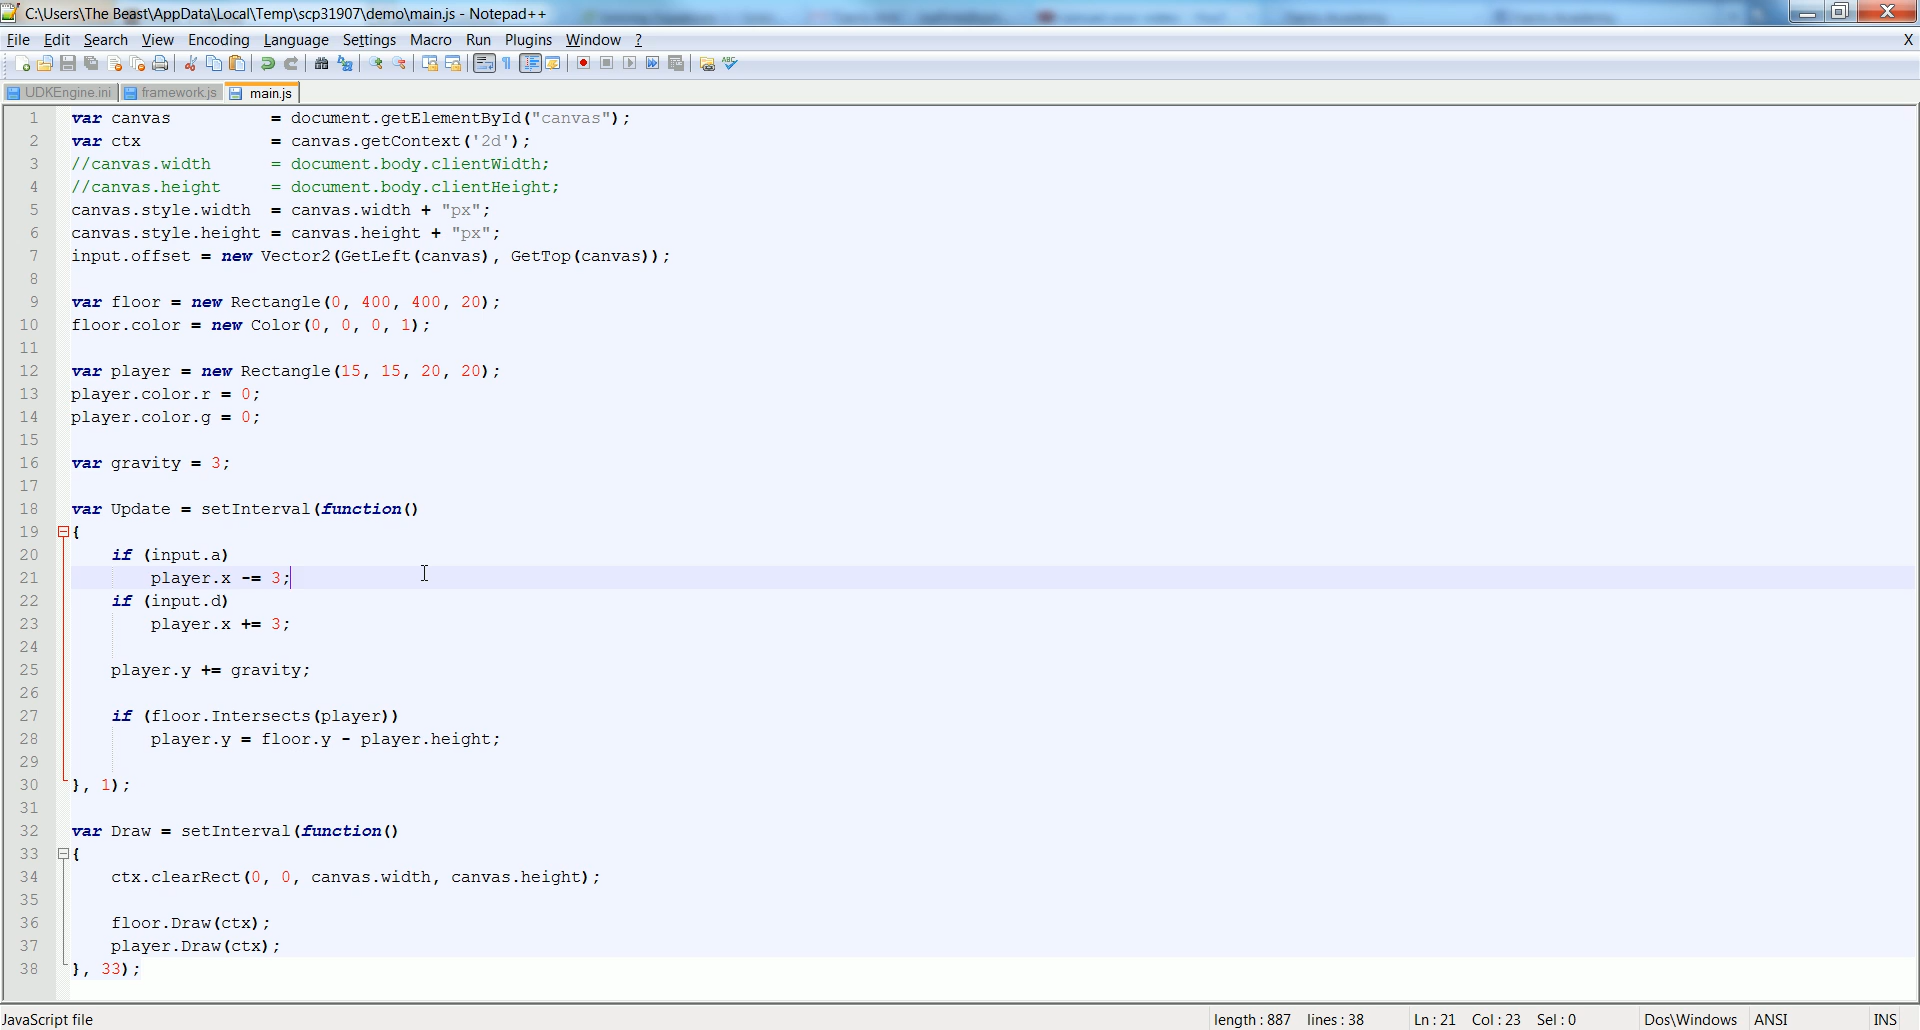 C:\Users\The Beast\AppData\Local\Temp\scp31907\demo\main.js - Notepad++
File Edit Search View Encoding Language Settings Macro Run Plugins Window ? X
UDKEngine.ini framework.js main.js
1 var canvas = document.getElementById("canvas");
2 var ctx = canvas.getContext('2d');
3 //canvas.width = document.body.clientWidth;
4 //canvas.height = document.body.clientHeight;
5 canvas.style.width = canvas.width + "px";
6 canvas.style.height = canvas.height + "px";
7 input.offset = new Vector2(GetLeft(canvas), GetTop(canvas));
8
9 var floor = new Rectangle(0, 400, 400, 20);
10 floor.color = new Color(0, 0, 0, 1);
11
12 var player = new Rectangle(15, 15, 20, 20);
13 player.color.r = 0;
14 player.color.g = 0;
15
16 var gravity = 3;
17
18 var Update = setInterval(function()
19 {
20 if (input.a)
21 player.x -= 3;
22 if (input.d)
23 player.x += 3;
24
25 player.y += gravity;
26
27 if (floor.Intersects(player))
28 player.y = floor.y - player.height;
29
30 }, 1);
31
32 var Draw = setInterval(function()
33 {
34 ctx.clearRect(0, 0, canvas.width, canvas.height);
35
36 floor.Draw(ctx);
37 player.Draw(ctx);
38 }, 33);
JavaScript file length : 887 lines : 38 Ln : 21 Col : 23 Sel : 0 Dos\Windows ANSI INS